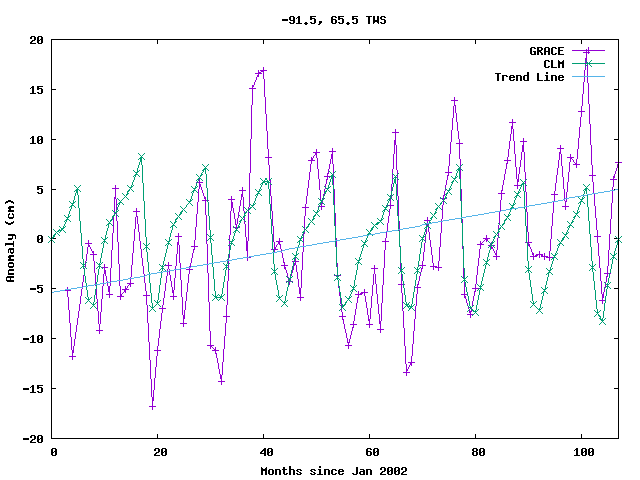 -91.5, 65.5 TWS
GRACE
CLM
Trend Line
20
15
10
5
0
-5
-10
-15
-20
Anomaly (cm)
0 20 40 60 80 100
Months since Jan 2002